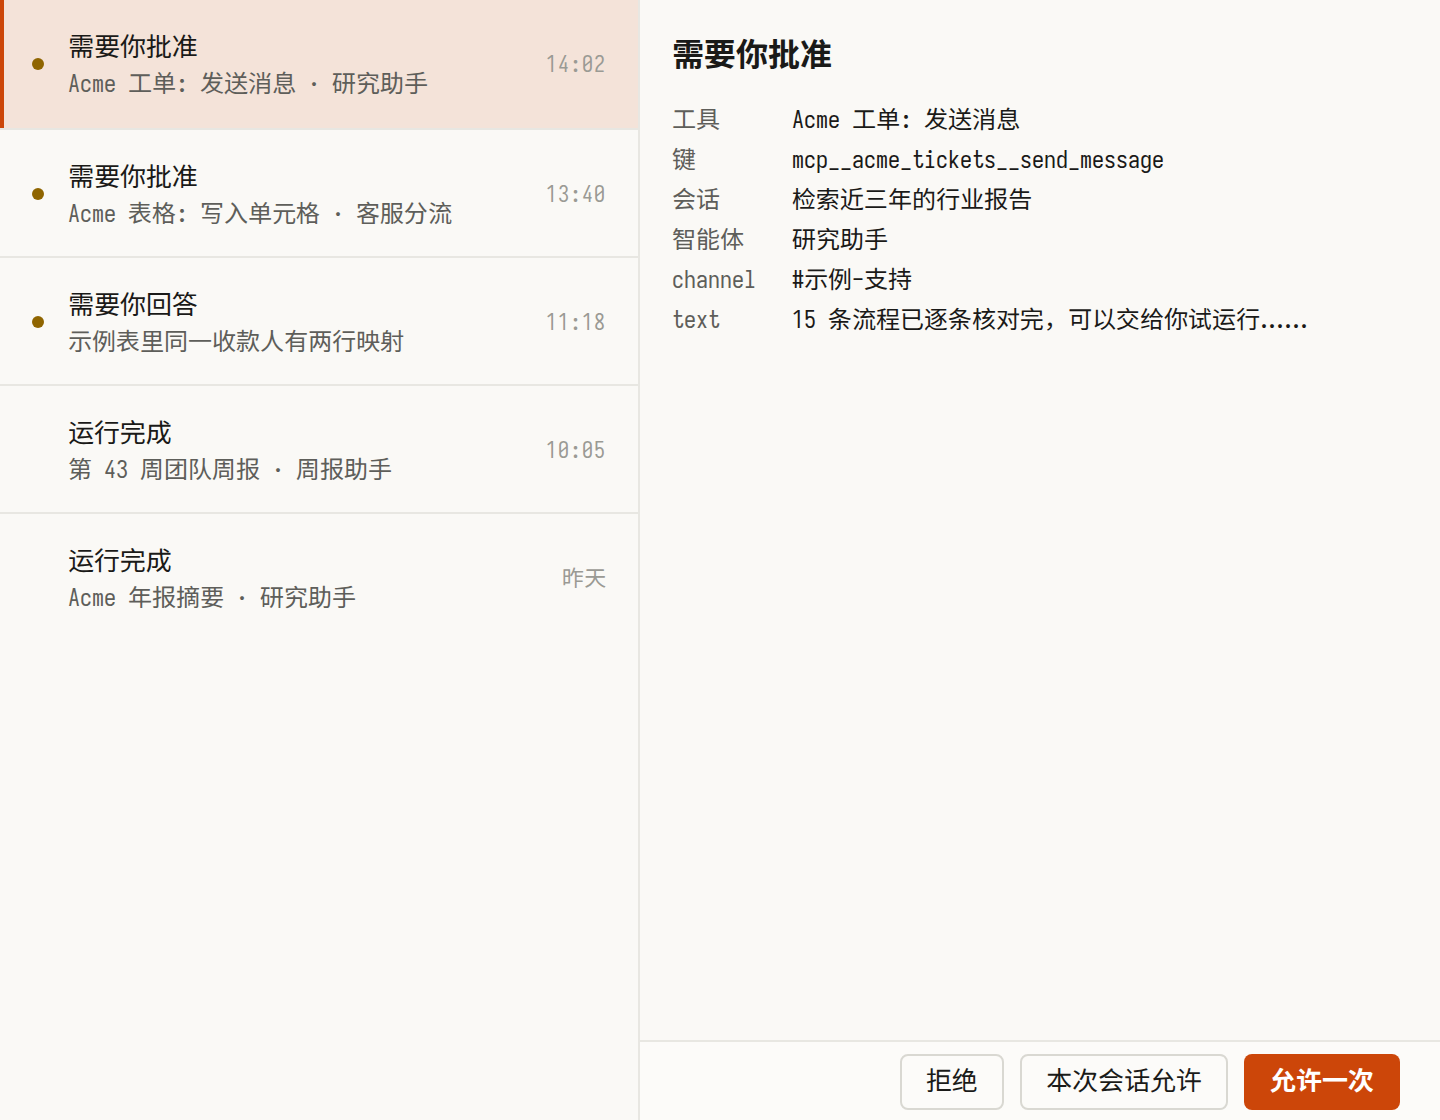 需要你批准
Acme 工单: 发送消息 · 研究助手
14:02
需要你批准
Acme 表格: 写入单元格 · 客服分流
13:40
需要你回答
示例表里同一收款人有两行映射
11:18
运行完成
第 43 周团队周报 · 周报助手
10:05
运行完成
Acme 年报摘要 · 研究助手
昨天
需要你批准
工具 Acme 工单: 发送消息
键 mcp__acme_tickets__send_message
会话 检索近三年的行业报告
智能体 研究助手
channel #示例-支持
text 15 条流程已逐条核对完，可以交给你试运行……
拒绝
本次会话允许
允许一次